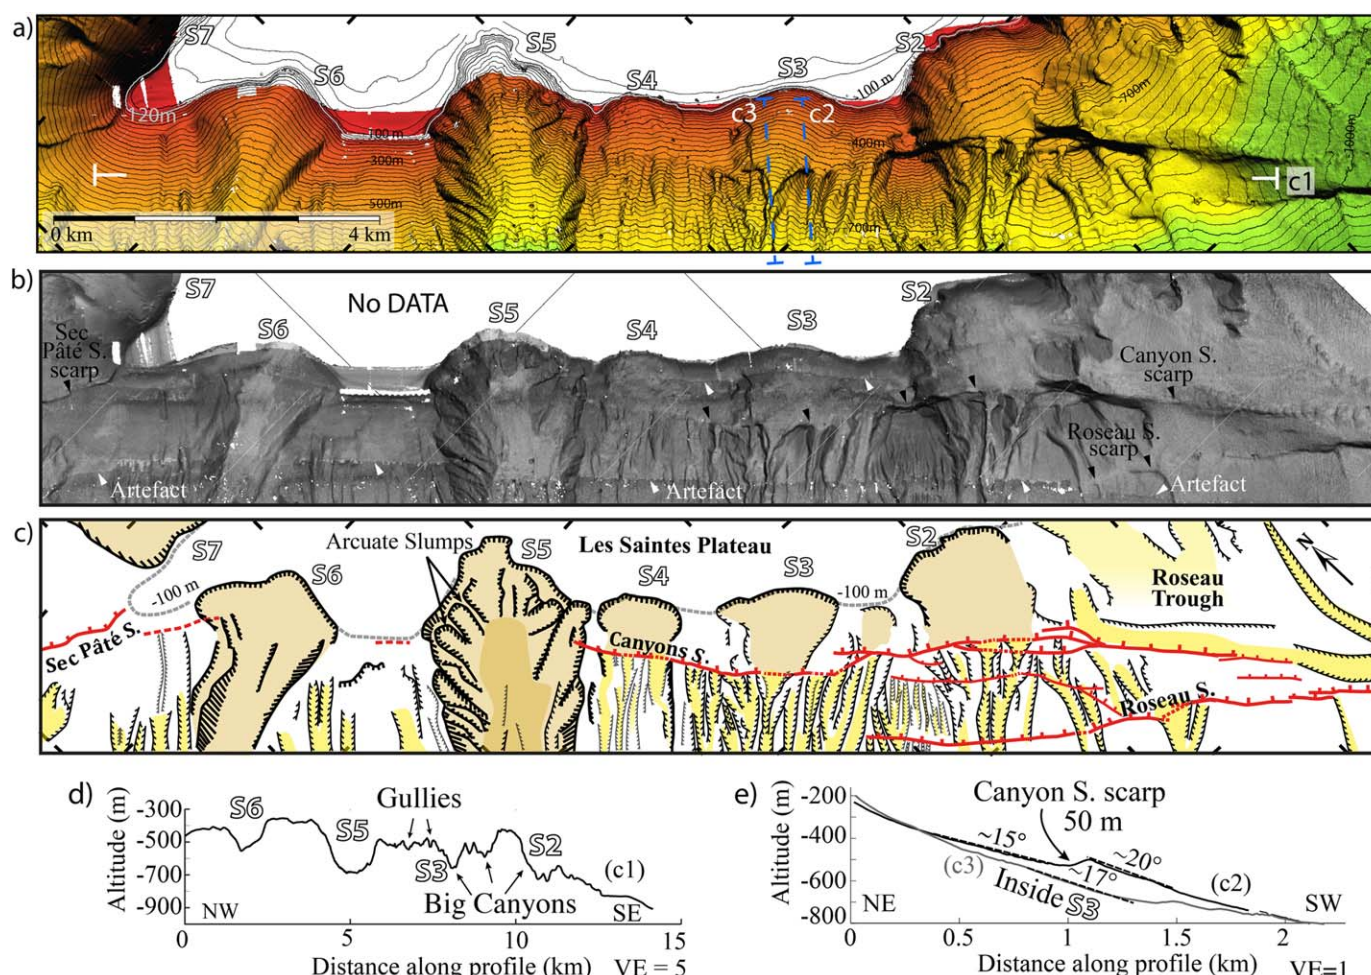 a)
S7
S6
S5
S4
S3
S2
-100 m
-120m
c3
c2
-100 m
300m
400m
-700m
-1000m
500m
-700m
c1
0 km
4 km
b)
S7
No DATA
S6
S5
S4
S3
S2
Sec
Pâté S.
scarp
Canyon S.
scarp
Roseau S.
scarp
Artefact
Artefact
Artefact
c)
S7
Arcuate Slumps
S5
Les Saintes Plateau
S2
N
-100 m
S6
S4
S3
-100 m
Roseau
Trough
Sec Pâté S.
Canyons S.
Roseau S.
d)
Altitude (m)
-300
-500
-700
-900
S6
Gullies
S5
S3
S2
(c1)
Big Canyons
NW
SE
0
5
10
15
Distance along profile (km)
VE = 5
e)
Altitude (m)
-200
-400
-600
-800
Canyon S. scarp
50 m
~15°
~20°
~17°
(c3)
(c2)
Inside S3
NE
SW
0
0.5
1
1.5
2
Distance along profile (km)
VE=1